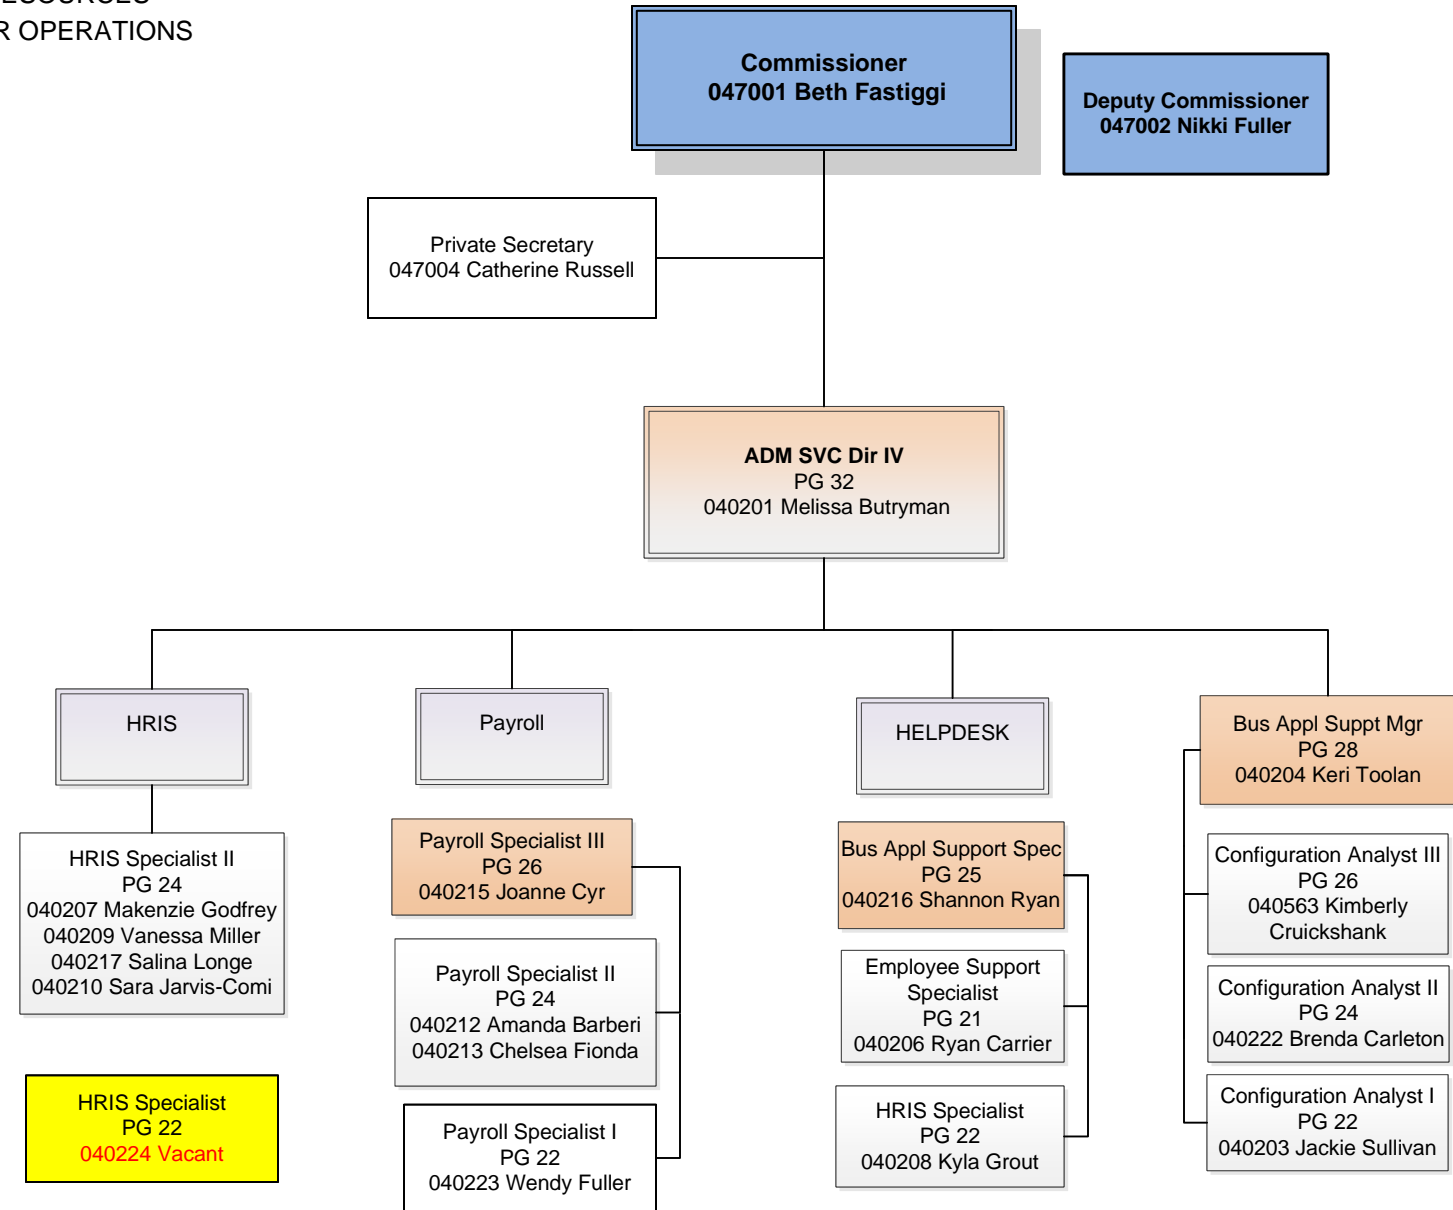 R OPERATIONS
Commissioner
047001 Beth Fastiggi
Deputy Commissioner
047002 Nikki Fuller
Private Secretary
047004 Catherine Russell
ADM SVC Dir IV
PG 32
040201 Melissa Butryman
HRIS
Payroll
HELPDESK
Bus Appl Suppt Mgr
PG 28
040204 Keri Toolan
HRIS Specialist II
PG 24
040207 Makenzie Godfrey
040209 Vanessa Miller
040217 Salina Longe
040210 Sara Jarvis-Comi
HRIS Specialist
PG 22
040224 Vacant
Payroll Specialist III
PG 26
040215 Joanne Cyr
Payroll Specialist II
PG 24
040212 Amanda Barberi
040213 Chelsea Fionda
Payroll Specialist I
PG 22
040223 Wendy Fuller
Bus Appl Support Spec
PG 25
040216 Shannon Ryan
Employee Support
Specialist
PG 21
040206 Ryan Carrier
HRIS Specialist
PG 22
040208 Kyla Grout
Configuration Analyst III
PG 26
040563 Kimberly
Cruickshank
Configuration Analyst II
PG 24
040222 Brenda Carleton
Configuration Analyst I
PG 22
040203 Jackie Sullivan